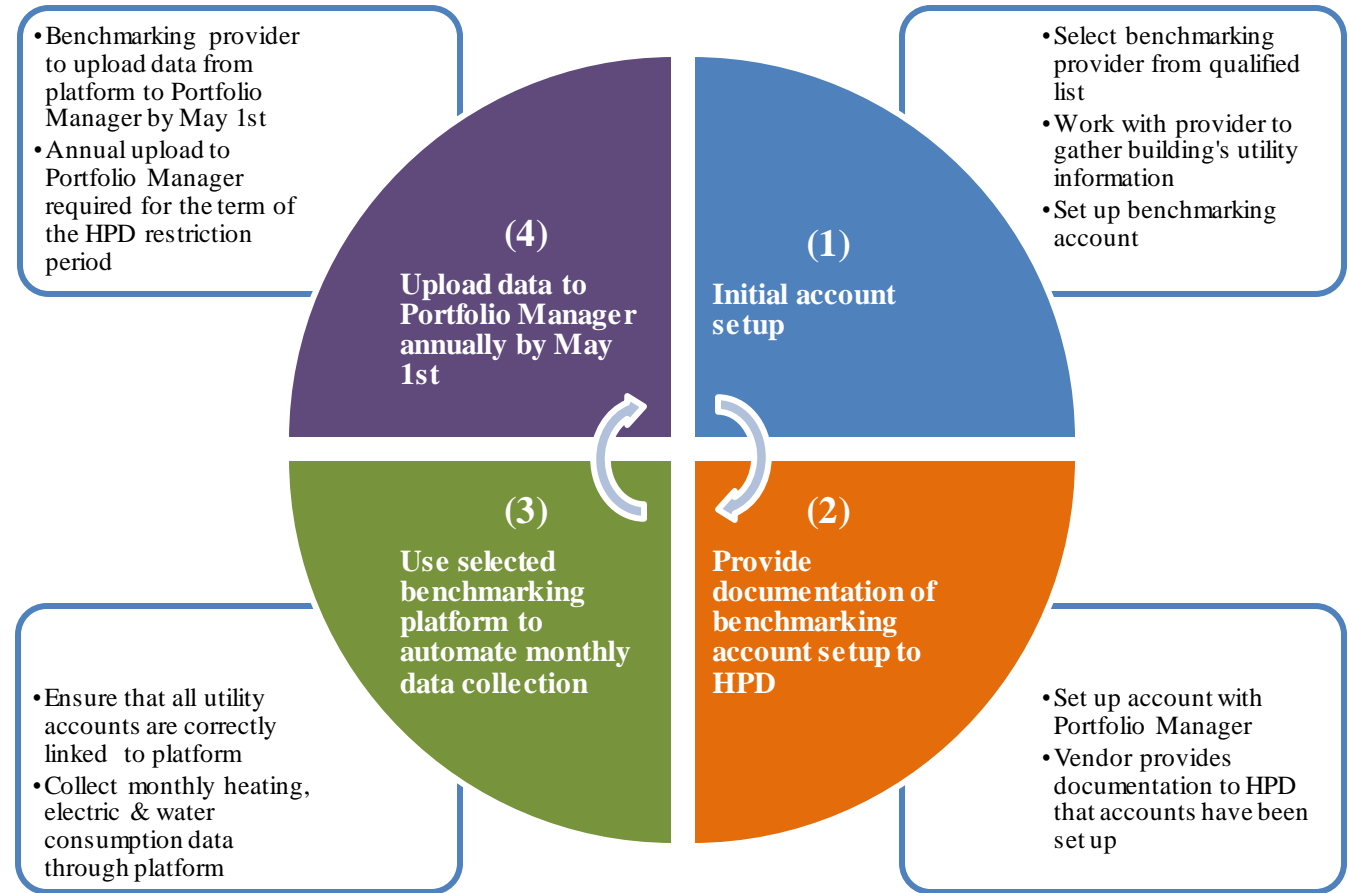 • Benchmarking provider
to upload data from
platform to Portfolio
Manager by May 1st
• Annual upload to
Portfolio Manager
required for the term of
the HPD restriction
period
• Select benchmarking
provider from qualified
list
• Work with provider to
gather building's utility
information
• Set up benchmarking
account
(4)
Upload data to
Portfolio Manager
annually by May
1st
(1)
Initial account
setup
(3)
Use selected
benchmarking
platform to
automate monthly
data collection
(2)
Provide
documentation of
benchmarking
account setup to
HPD
• Ensure that all utility
accounts are correctly
linked to platform
• Collect monthly heating,
electric & water
consumption data
through platform
• Set up account with
Portfolio Manager
• Vendor provides
documentation to HPD
that accounts have been
set up